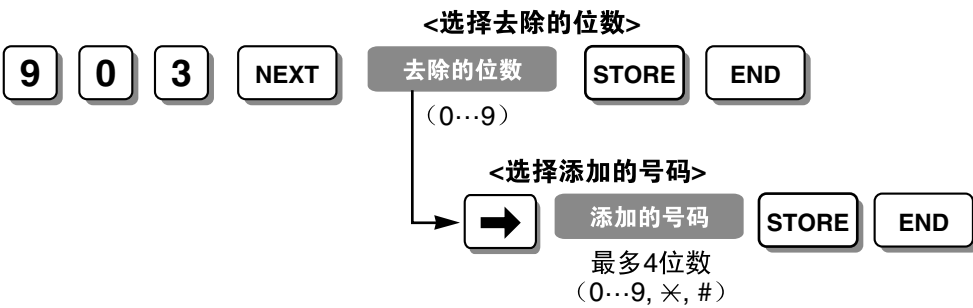 <选择去除的位数>
9 0 3 NEXT 去除的位数 STORE END
（0···9）
<选择添加的号码>
➡ 添加的号码 STORE END
最多4位数
（0···9, ✳, #）